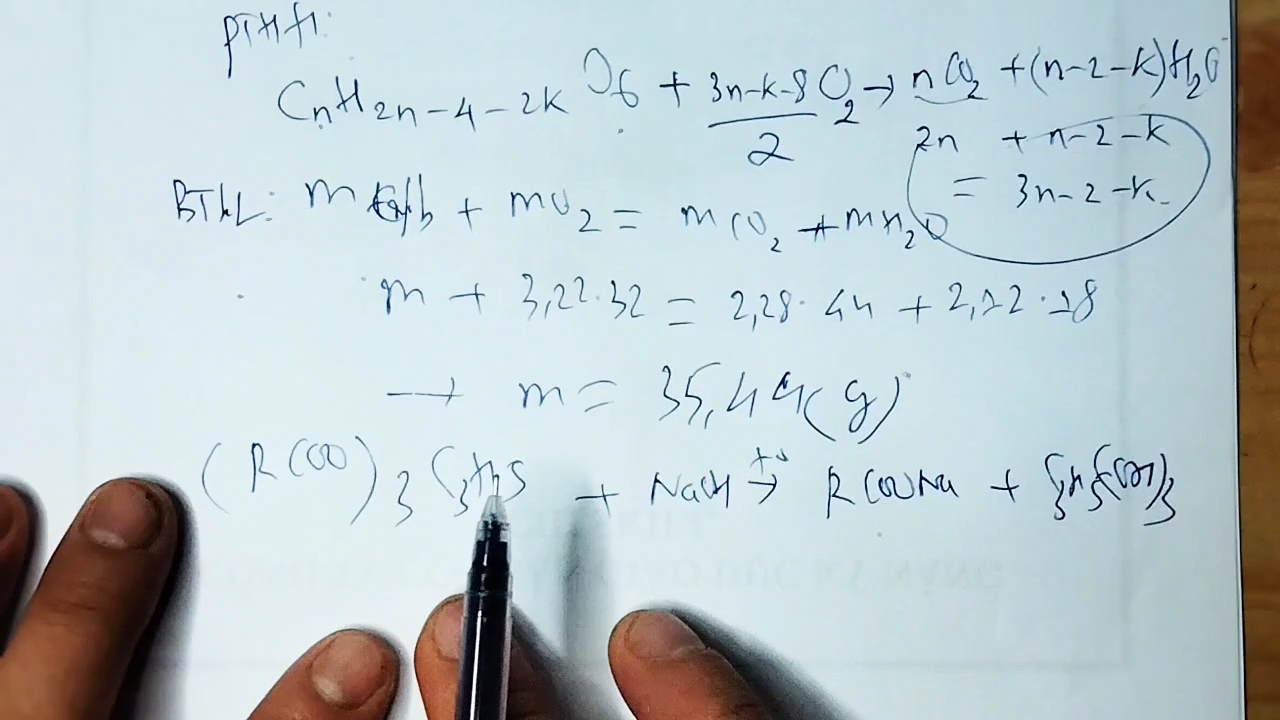 PTHH:
CnH2n-4-2k O6 + 3n-k-8/2 O2 → nCO2 + (n-2-k)H2O
2n + n-2-k
= 3n-2-k
BTKL: m + mO2 = mCO2 + mH2O
m + 3,22.32 = 2,28.44 + 2,12.18
→ m = 35,44(g)
(RCOO)3C3H5 + NaOH →t° RCOONa + C3H5(OH)3